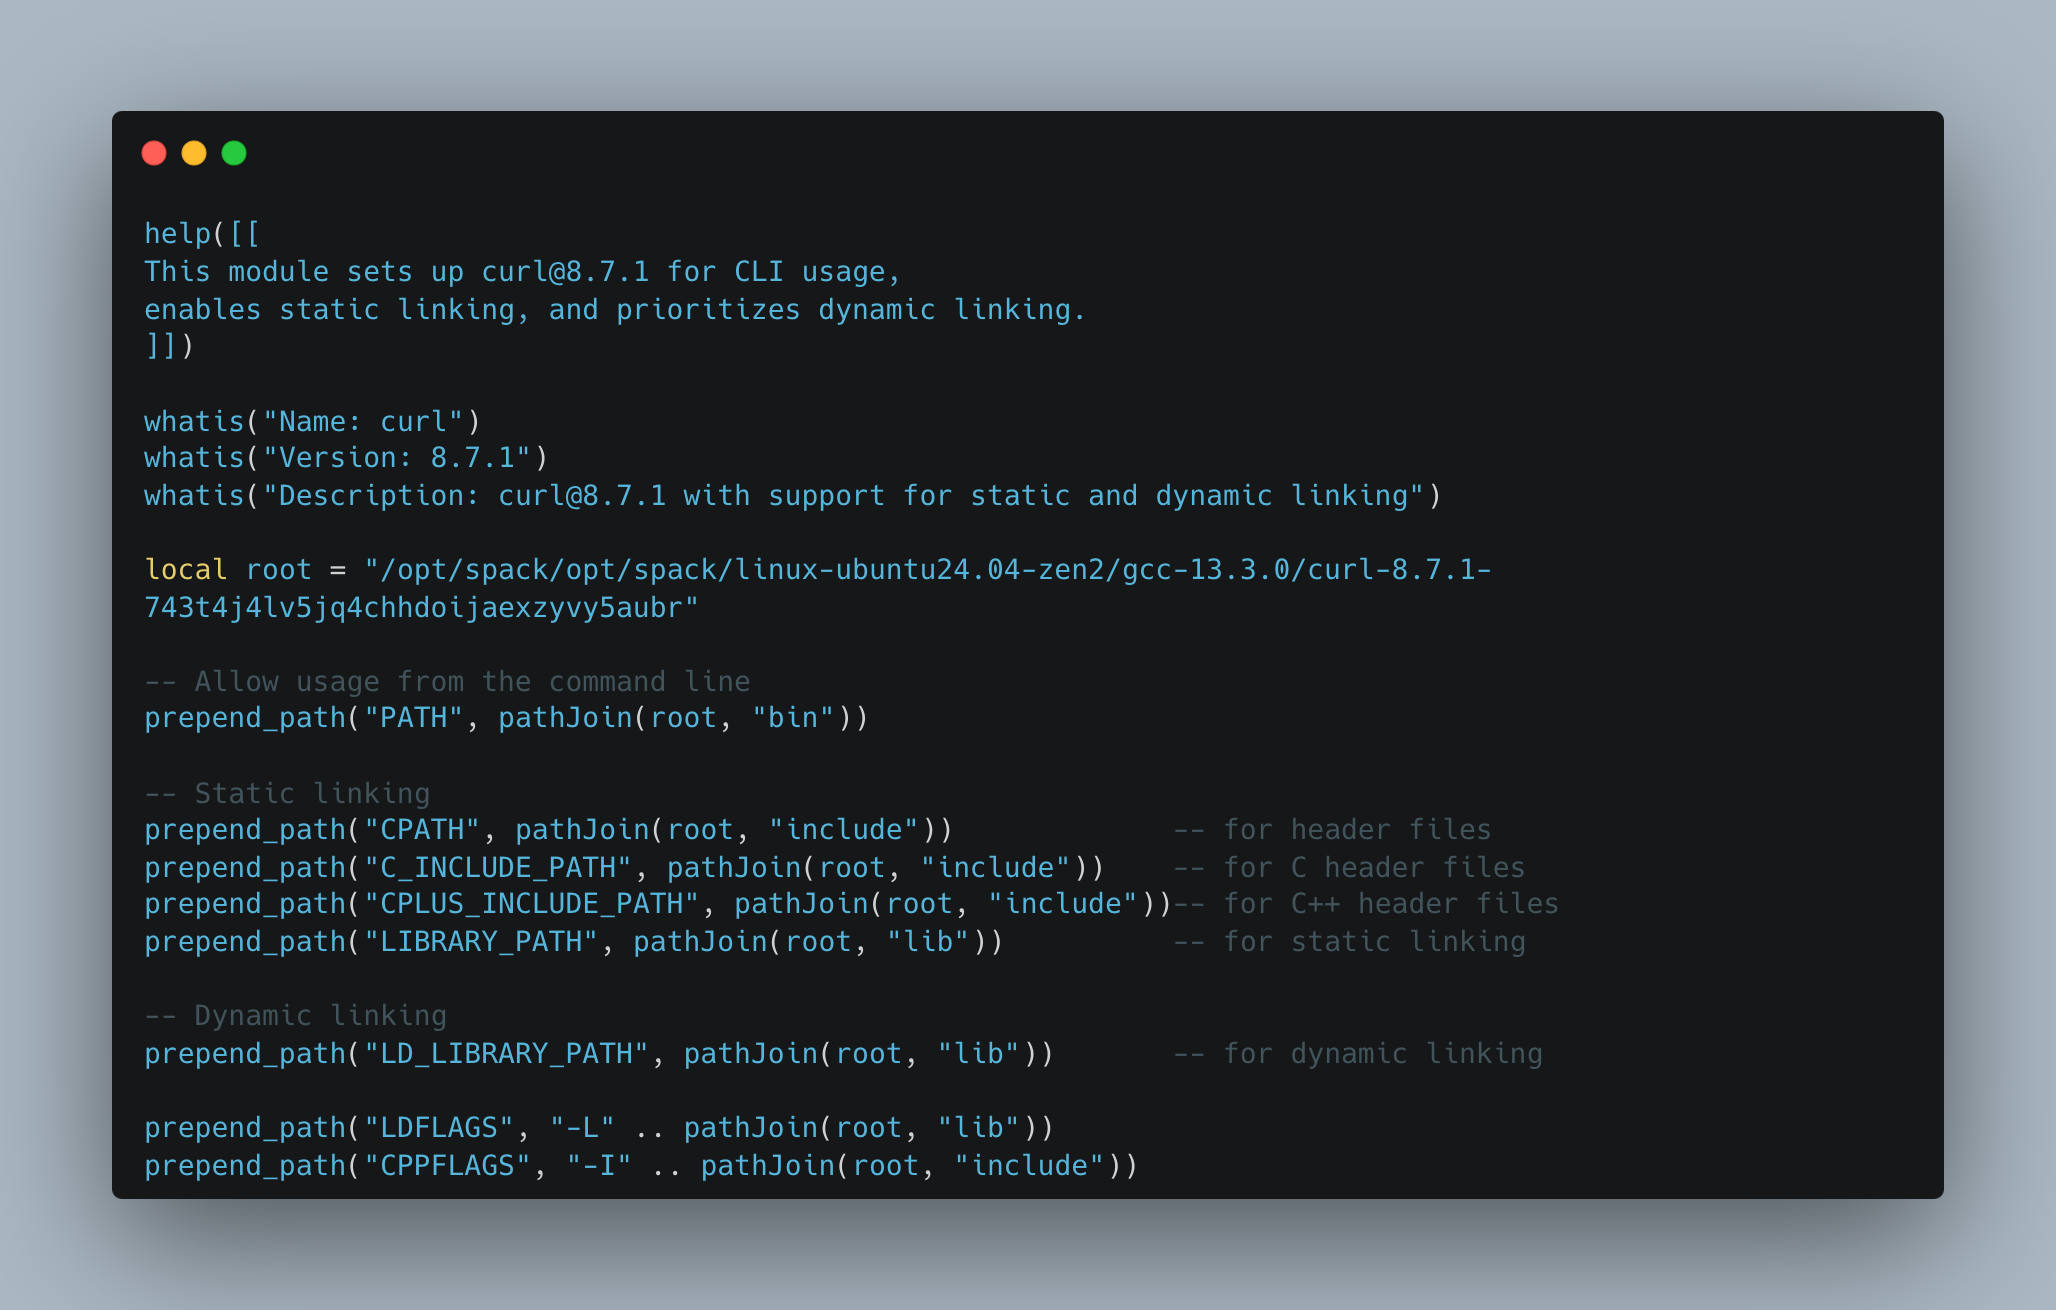 help([[
This module sets up curl@8.7.1 for CLI usage,
enables static linking, and prioritizes dynamic linking.
]])

whatis("Name: curl")
whatis("Version: 8.7.1")
whatis("Description: curl@8.7.1 with support for static and dynamic linking")

local root = "/opt/spack/opt/spack/linux-ubuntu24.04-zen2/gcc-13.3.0/curl-8.7.1-
743t4j4lv5jq4chhdoijaexzyvy5aubr"

-- Allow usage from the command line
prepend_path("PATH", pathJoin(root, "bin"))

-- Static linking
prepend_path("CPATH", pathJoin(root, "include"))             -- for header files
prepend_path("C_INCLUDE_PATH", pathJoin(root, "include"))    -- for C header files
prepend_path("CPLUS_INCLUDE_PATH", pathJoin(root, "include"))-- for C++ header files
prepend_path("LIBRARY_PATH", pathJoin(root, "lib"))          -- for static linking

-- Dynamic linking
prepend_path("LD_LIBRARY_PATH", pathJoin(root, "lib"))       -- for dynamic linking

prepend_path("LDFLAGS", "-L" .. pathJoin(root, "lib"))
prepend_path("CPPFLAGS", "-I" .. pathJoin(root, "include"))